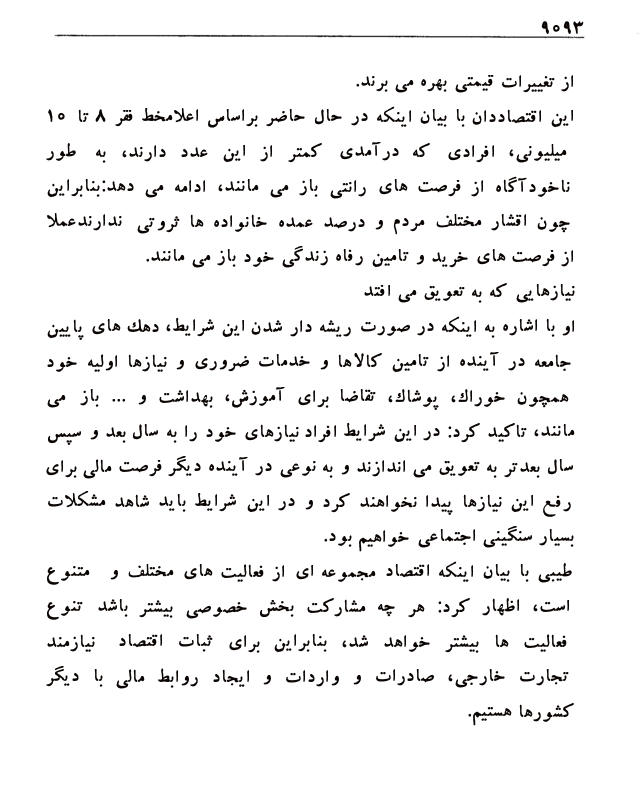 ۹۰۹۳
از تغییرات قیمتی بهره می برند.
این اقتصاددان با بیان اینکه در حال حاضر براساس اعلامخط فقر ۸ تا ۱۰
میلیونی، افرادی که درآمدی کمتر از این عدد دارند، به طور
ناخودآگاه از فرصت های رانتی باز می مانند، ادامه می دهد:بنابراین
چون اقشار مختلف مردم و درصد عمده خانواده ها ثروتی ندارندعملا
از فرصت های خرید و تامین رفاه زندگی خود باز می مانند.
نیازهایی که به تعویق می افتد
او با اشاره به اینکه در صورت ریشه دار شدن این شرایط، دهك های پایین
جامعه در آینده از تامین کالاها و خدمات ضروری و نیازها اولیه خود
همچون خوراك، پوشاك، تقاضا برای آموزش، بهداشت و ... باز می
مانند، تاکید کرد: در این شرایط افراد نیازهای خود را به سال بعد و سپس
سال بعدتر به تعویق می اندازند و به نوعی در آینده دیگر فرصت مالی برای
رفع این نیازها پیدا نخواهند کرد و در این شرایط باید شاهد مشکلات
بسیار سنگینی اجتماعی خواهیم بود.
طیبی با بیان اینکه اقتصاد مجموعه ای از فعالیت های مختلف و متنوع
است، اظهار کرد: هر چه مشارکت بخش خصوصی بیشتر باشد تنوع
فعالیت ها بیشتر خواهد شد، بنابراین برای ثبات اقتصاد نیازمند
تجارت خارجی، صادرات و واردات و ایجاد روابط مالی با دیگر
کشورها هستیم.